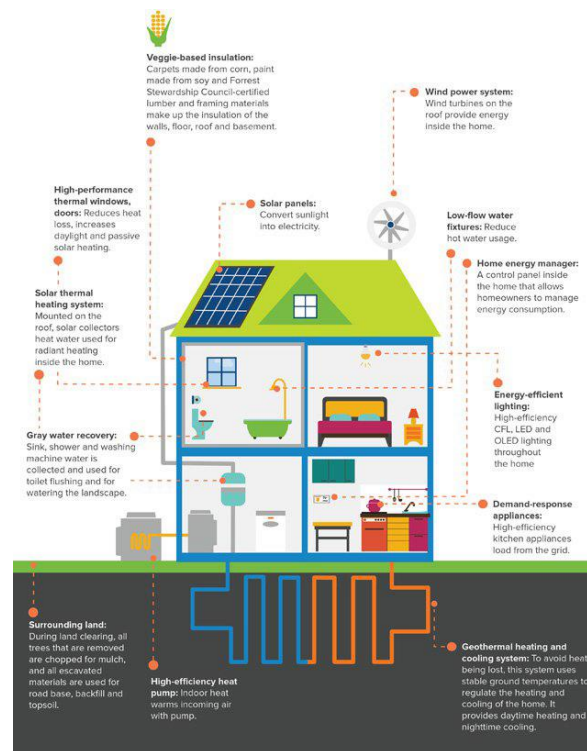 Veggie-based insulation:
Carpets made from corn, paint
made from soy and Forrest
Stewardship Council-certified
lumber and framing materials
make up the insulation of the
walls, floor, roof and basement.
Wind power system:
Wind turbines on the
roof provide energy
inside the home.
High-performance
thermal windows,
doors: Reduces heat
loss, increases
daylight and passive
solar heating.
Solar panels:
Convert sunlight
into electricity.
Low-flow water
fixtures: Reduce
hot water usage.
Home energy manager:
A control panel inside
the home that allows
homeowners to manage
energy consumption.
Solar thermal
heating system:
Mounted on the
roof, solar collectors
heat water used for
radiant heating
inside the home.
Energy-efficient
lighting:
High-efficiency
CFL, LED and
OLED lighting
throughout
the home
Gray water recovery:
Sink, shower and washing
machine water is
collected and used for
toilet flushing and for
watering the landscape.
Demand-response
appliances:
High-efficiency
kitchen appliances
load from the grid.
Surrounding land:
During land clearing, all
trees that are removed
are chopped for mulch,
and all escavated
materials are used for
road base, backfill and
topsoil.
High-efficiency heat
pump: Indoor heat
warms incoming air
with pump.
Geothermal heating and
cooling system: To avoid heat
being lost, this system uses
stable ground temperatures to
regulate the heating and
cooling of the home. It
provides daytime heating and
nighttime cooling.